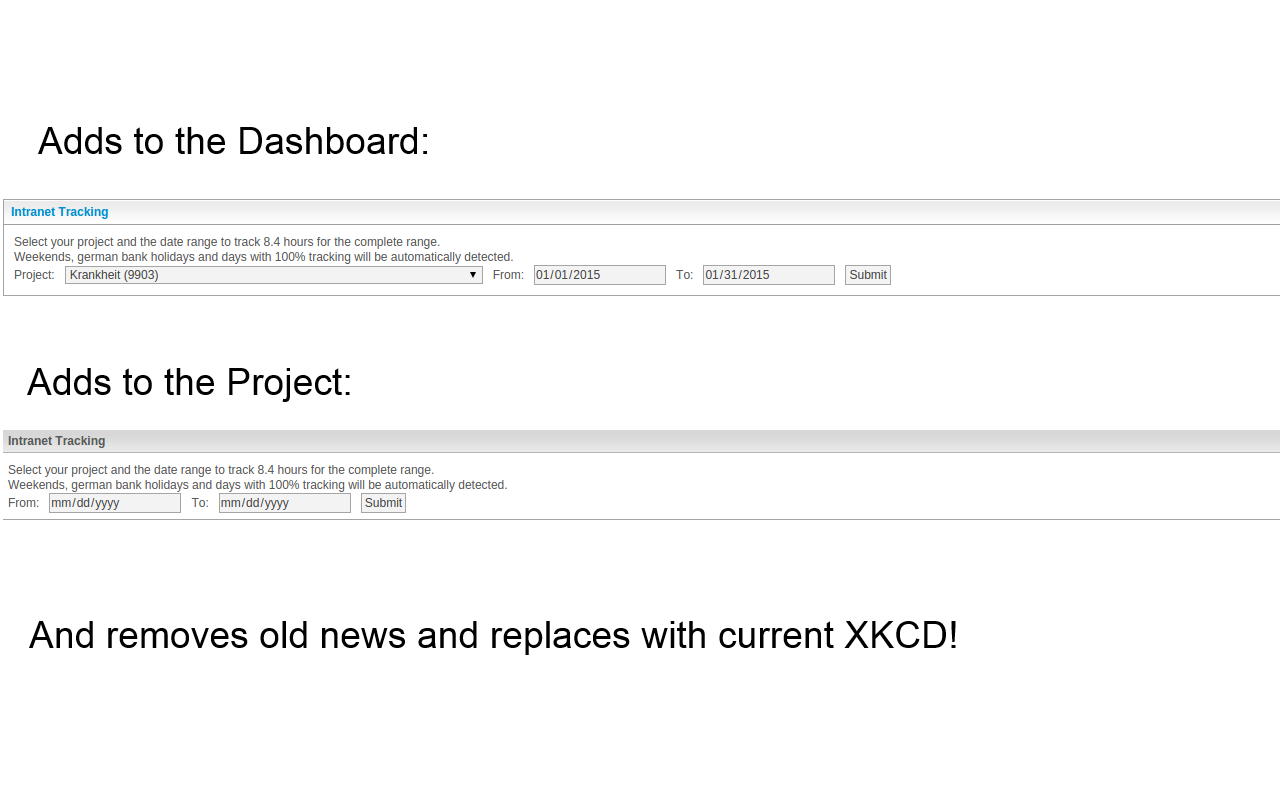 Adds to the Dashboard:
Intranet Tracking
Select your project and the date range to track 8.4 hours for the complete range.
Weekends, german bank holidays and days with 100% tracking will be automatically detected.
Project: Krankheit (9903) From: 01/01/2015 To: 01/31/2015 Submit
Adds to the Project:
Intranet Tracking
Select your project and the date range to track 8.4 hours for the complete range.
Weekends, german bank holidays and days with 100% tracking will be automatically detected.
From: mm/dd/yyyy To: mm/dd/yyyy Submit
And removes old news and replaces with current XKCD!